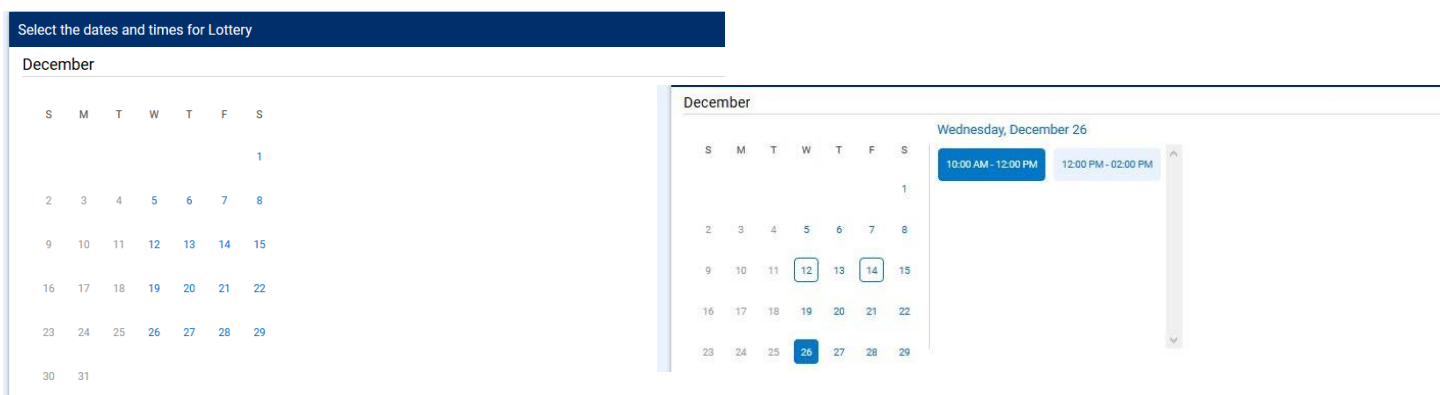 Select the dates and times for Lottery
December
S M T W T F S
1
2 3 4 5 6 7 8
9 10 11 12 13 14 15
16 17 18 19 20 21 22
23 24 25 26 27 28 29
30 31
December
Wednesday, December 26
S M T W T F S
10:00 AM - 12:00 PM 12:00 PM - 02:00 PM
1
2 3 4 5 6 7 8
9 10 11 12 13 14 15
16 17 18 19 20 21 22
23 24 25 26 27 28 29